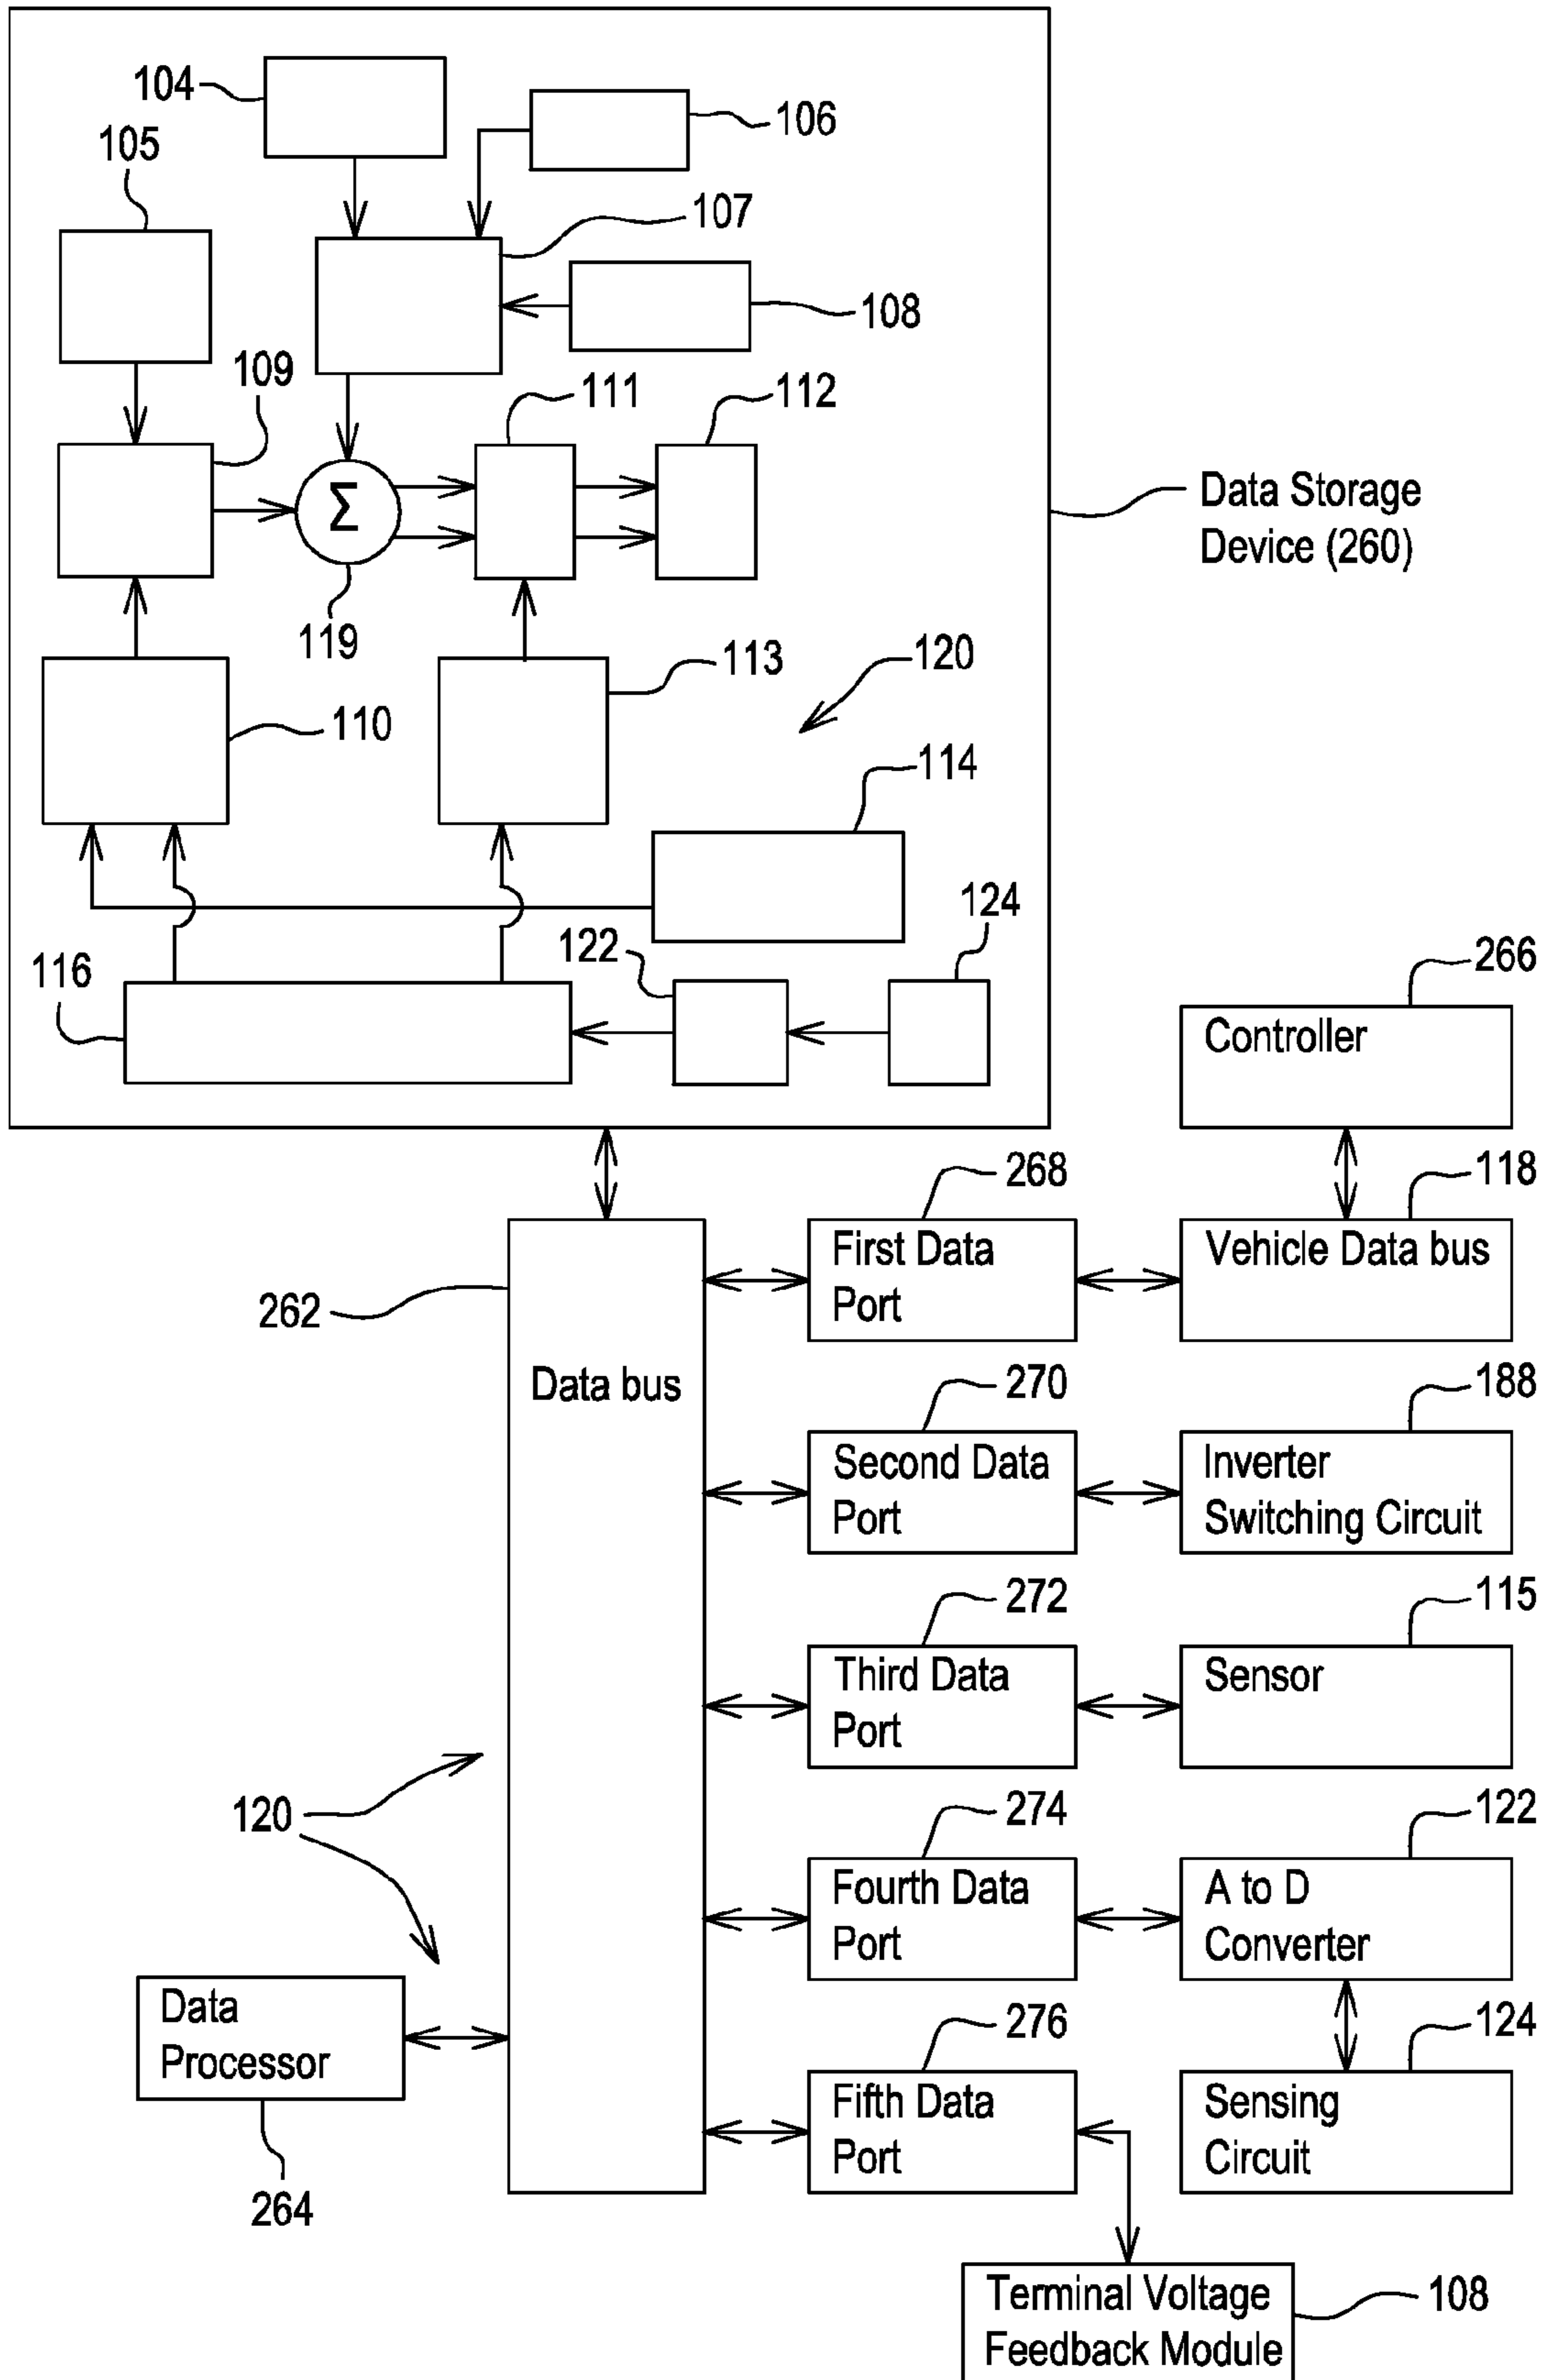 104
106
105
107
108
109
111
112
Σ
Data Storage
Device (260)
119
113
120
110
114
124
122
116
266
Controller
268
118
First Data
Port
Vehicle Data bus
262
Data bus
270
188
Second Data
Port
Inverter
Switching Circuit
272
115
Third Data
Port
Sensor
120
274
122
Fourth Data
Port
A to D
Converter
Data
Processor
276
124
Fifth Data
Port
Sensing
Circuit
264
Terminal Voltage
Feedback Module
108